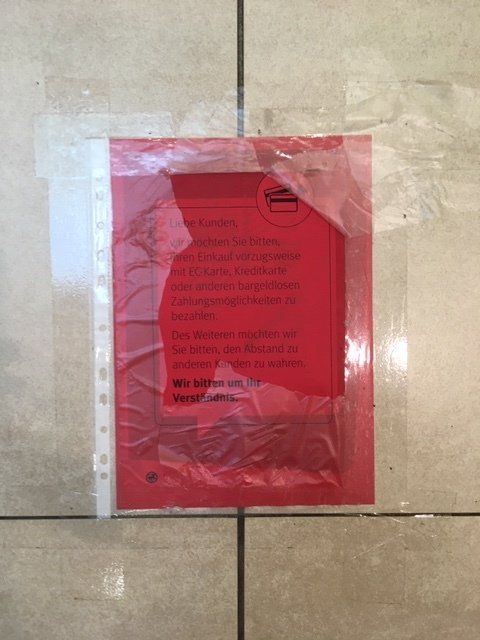 Liebe Kunden,
wir möchten Sie bitten,
Ihren Einkauf vorzugsweise
mit EC-Karte, Kreditkarte
oder anderen bargeldlosen
Zahlungsmöglichkeiten zu
bezahlen.
Des Weiteren möchten wir
Sie bitten, den Abstand zu
anderen Kunden zu wahren.
Wir bitten um Ihr
Verständnis.